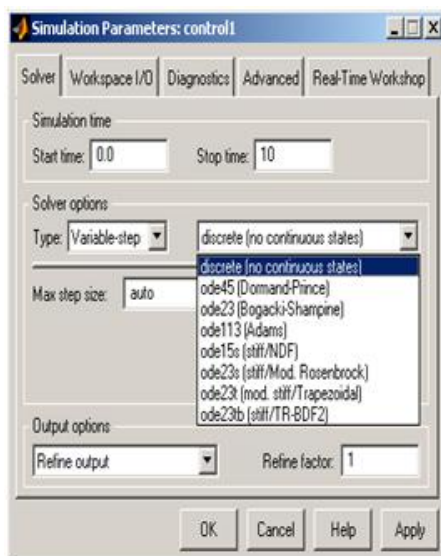 Simulation Parameters: control1
Solver Workspace I/O Diagnostics Advanced Real-Time Workshop
Simulation time
Start time: 0.0 Stop time: 10
Solver options
Type: Variable-step discrete (no continuous states)
discrete (no continuous states)
ode45 (Dormand-Prince)
Max step size: auto
ode23 (Bogacki-Shampine)
ode113 (Adams)
ode15s (stiff/NDF)
ode23s (stiff/Mod. Rosenbrock)
ode23t (mod. stiff/Trapezoidal)
ode23tb (stiff/TR-BDF2)
Output options
Refine output Refine factor: 1
OK Cancel Help Apply